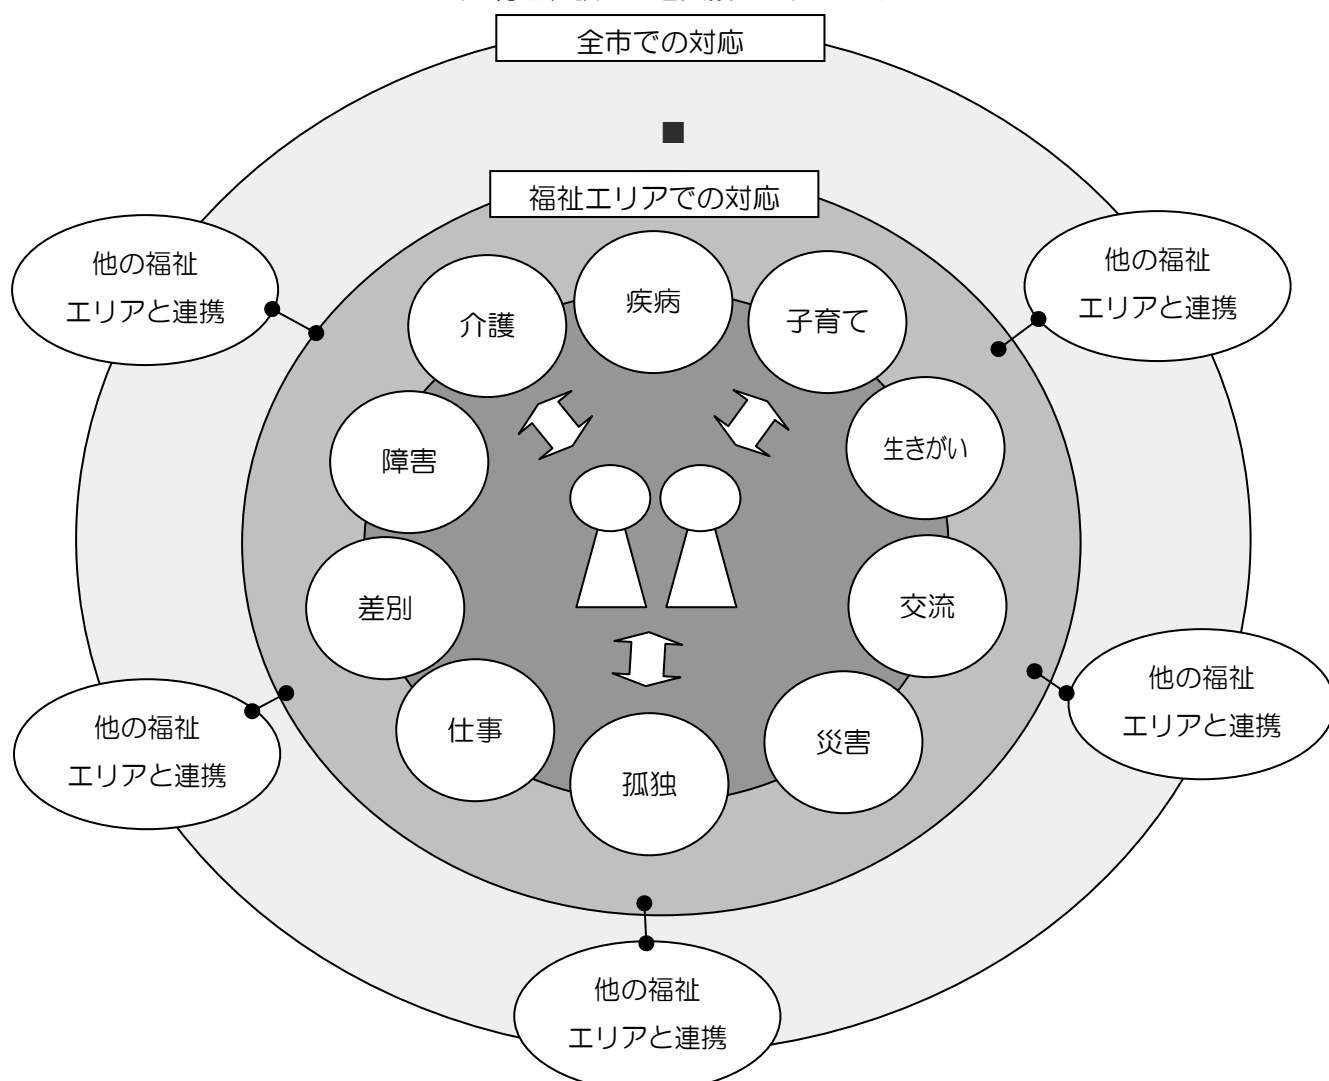 全市での対応
福祉エリアでの対応
他の福祉
エリアと連携
他の福祉
エリアと連携
疾病
介護
子育て
障害
生きがい
差別
交流
仕事
災害
孤独
他の福祉
エリアと連携
他の福祉
エリアと連携
他の福祉
エリアと連携